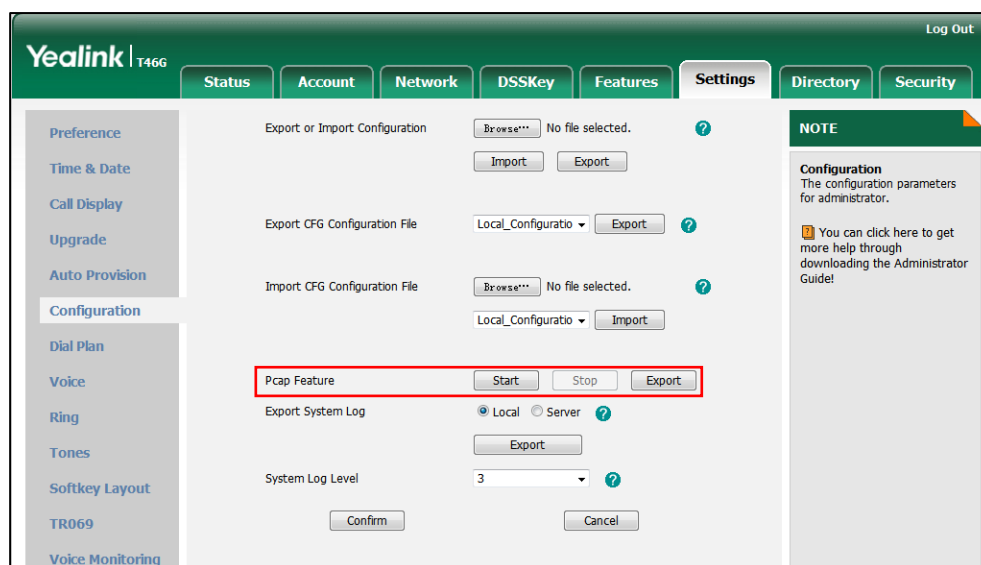 Log Out
Yealink | T46G
Status Account Network DSSKey Features Settings Directory Security
Preference
Time & Date
Call Display
Upgrade
Auto Provision
Configuration
Dial Plan
Voice
Ring
Tones
Softkey Layout
TR069
Voice Monitoring
Export or Import Configuration Browse... No file selected. ?
Import Export
Export CFG Configuration File Local_Configuratio Export ?
Import CFG Configuration File Browse... No file selected. ?
Local_Configuratio Import
Pcap Feature Start Stop Export
Export System Log Local Server ?
Export
System Log Level 3 ?
Confirm Cancel
NOTE
Configuration
The configuration parameters
for administrator.
? You can click here to get
more help through
downloading the Administrator
Guide!